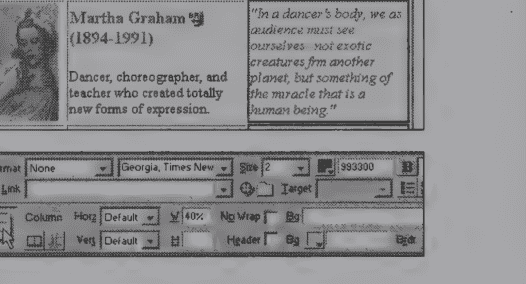 Martha Graham
(1894-1991)
Dancer, choreographer, and
teacher who created totally
new forms of expression.
"In a dancer's body, we as
audience must see
ourselves not exotic
creatures frm another
planet, but something of
the miracle that is a
human being."
rmat None Georgia, Times New Size 2 993300 B
Link Target
Column Horz Default W 40% No Wrap Bg
Vert Default H Header Bg Brdr